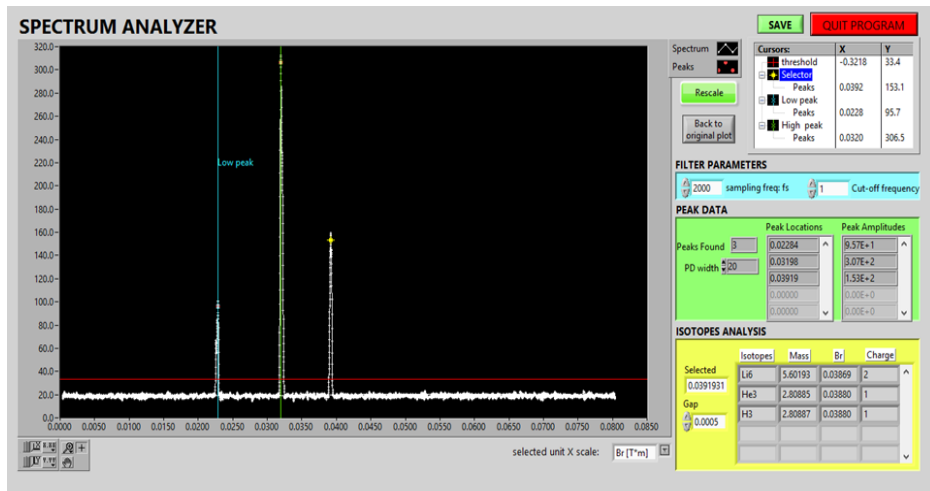 SPECTRUM ANALYZER
SAVE
QUIT PROGRAM
320.0
300.0
280.0
260.0
240.0
220.0
200.0
180.0
160.0
140.0
120.0
100.0
80.0
60.0
40.0
20.0
0.0
0.0000 0.0050 0.0100 0.0150 0.0200 0.0250 0.0300 0.0350 0.0400 0.0450 0.0500 0.0550 0.0600 0.0650 0.0700 0.0750 0.0800 0.0850
Low peak
selected unit X scale: Br [T*m]
Spectrum
Peaks
Rescale
Back to
original plot
Cursors: X Y
threshold -0.3218 33.4
Selector
Peaks 0.0392 153.1
Low peak
Peaks 0.0228 95.7
High peak
Peaks 0.0320 306.5
FILTER PARAMETERS
2000 sampling freq: fs 1 Cut-off frequency
PEAK DATA
Peak Locations Peak Amplitudes
Peaks Found 3
PD width 20
0.02284 9.57E+1
0.03198 3.07E+2
0.03919 1.53E+2
0.00000 0.00E+0
0.00000 0.00E+0
ISOTOPES ANALYSIS
Isotopes Mass Br Charge
Selected
0.0391931
Gap
0.0005
Li6 5.60193 0.03869 2
He3 2.80885 0.03880 1
H3 2.80887 0.03880 1